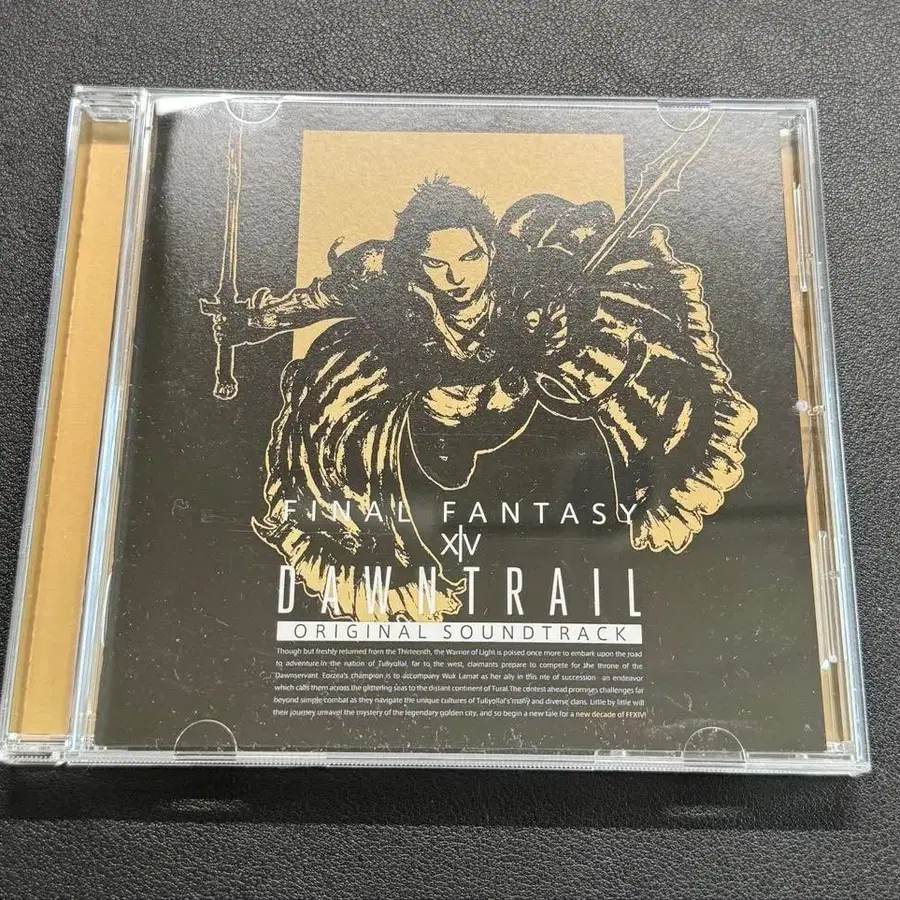 FINAL FANTASY
XIV
DAWNTRAIL
ORIGINAL SOUNDTRACK
Though but freshly returned from the Thirteenth, the Warrior of Light is poised once more to embark upon the road
to adventure. In the nation of Tuliyollal, far to the west, claimants prepare to compete for the throne of the
Dawnservant. Eorzea's champion is to accompany Wuk Lamat as her ally in this rite of succession─an endeavor
which calls them across the glittering seas to the distant continent of Tural. The contest ahead promises challenges far
beyond simple combat as they navigate the unique cultures of Tuliyollal's many and diverse clans. Little by little will
their journey unravel the mystery of the legendary golden city, and so begin a new tale for a new decade of FFXIV!